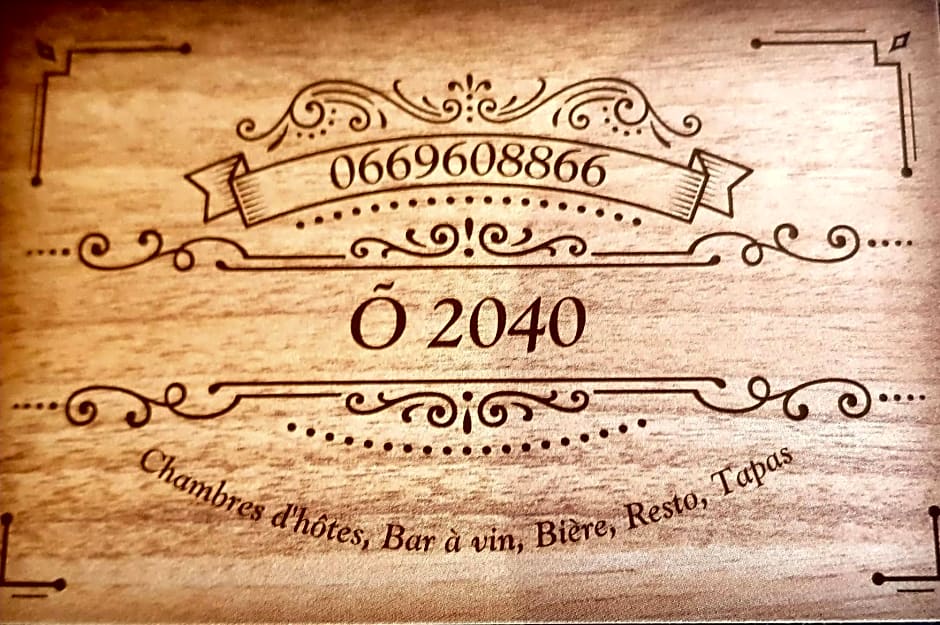 0669608866
Õ 2040
Chambres d'hôtes, Bar à vin, Bière, Resto, Tapas